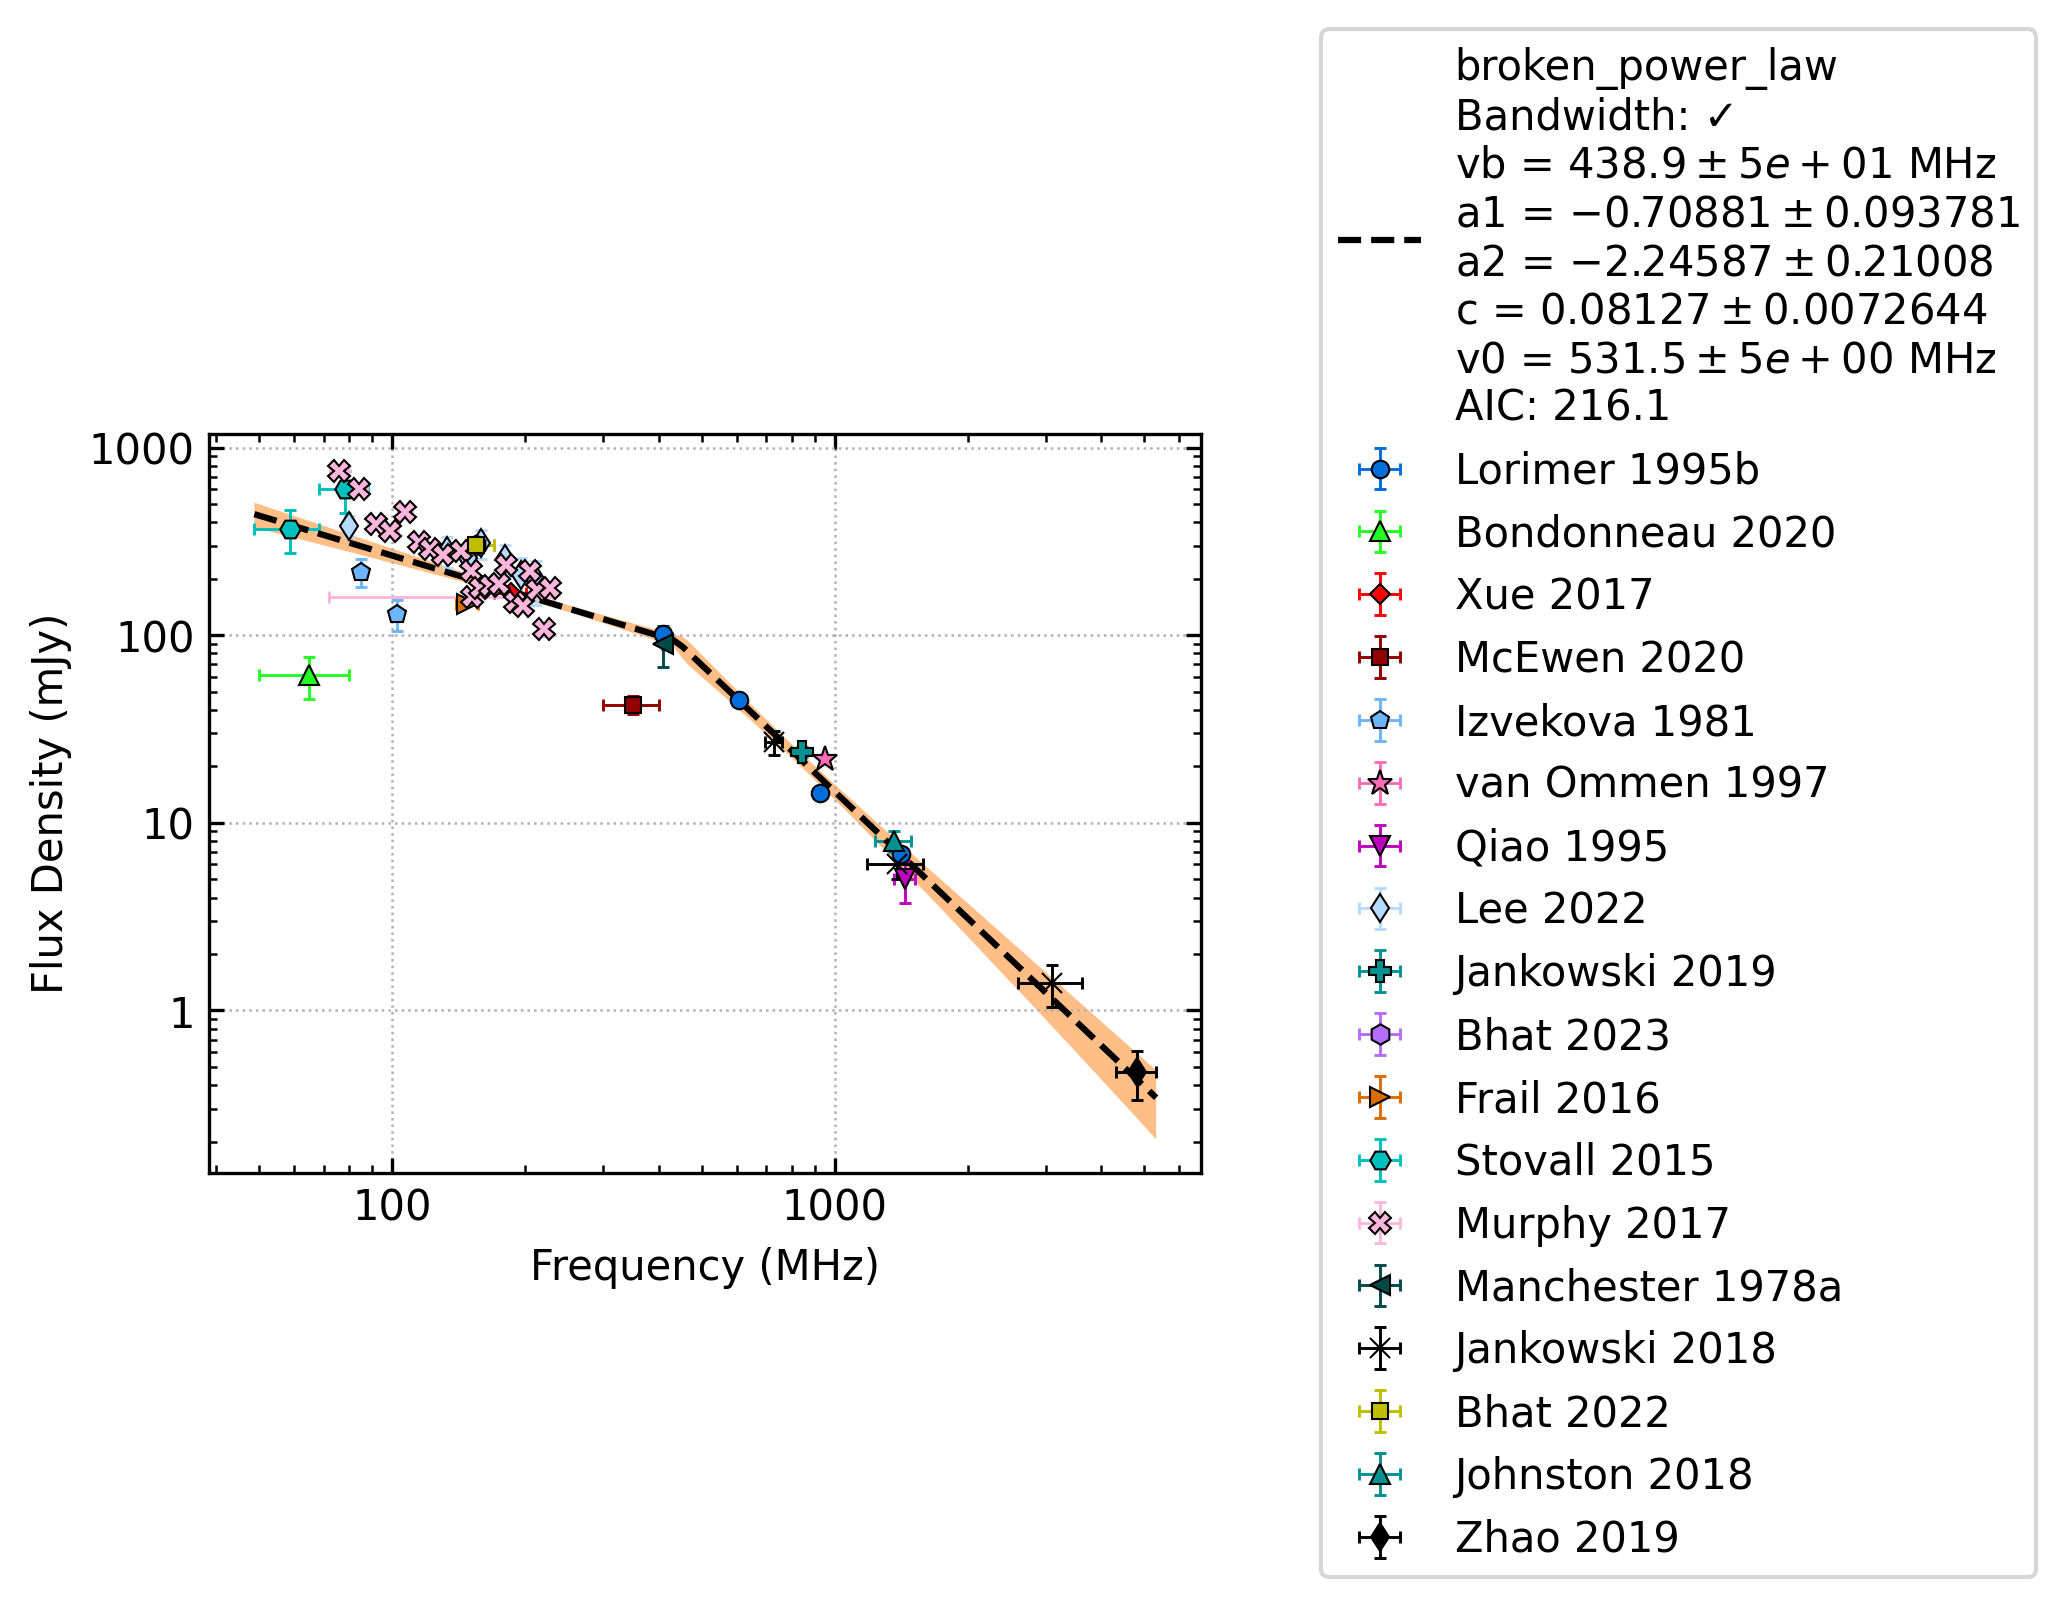 broken_power_law
Bandwidth: ✓
vb = 438.9 ± 5e + 01 MHz
a1 = −0.70881 ± 0.093781
a2 = −2.24587 ± 0.21008
c = 0.08127 ± 0.0072644
v0 = 531.5 ± 5e + 00 MHz
AIC: 216.1
Lorimer 1995b
Bondonneau 2020
Xue 2017
McEwen 2020
Izvekova 1981
van Ommen 1997
Qiao 1995
Lee 2022
Jankowski 2019
Bhat 2023
Frail 2016
Stovall 2015
Murphy 2017
Manchester 1978a
Jankowski 2018
Bhat 2022
Johnston 2018
Zhao 2019
Flux Density (mJy)
1000
100
10
1
100
1000
Frequency (MHz)